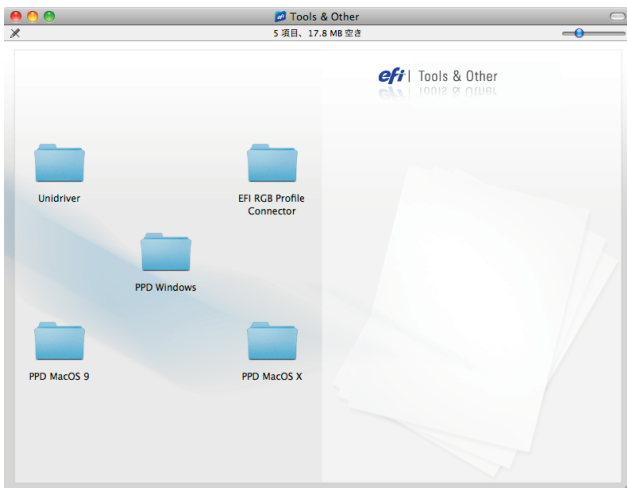 Tools & Other
5 項目、17.8 MB 空き
efi | Tools & Other
Unidriver
EFI RGB Profile
Connector
PPD Windows
PPD MacOS 9
PPD MacOS X